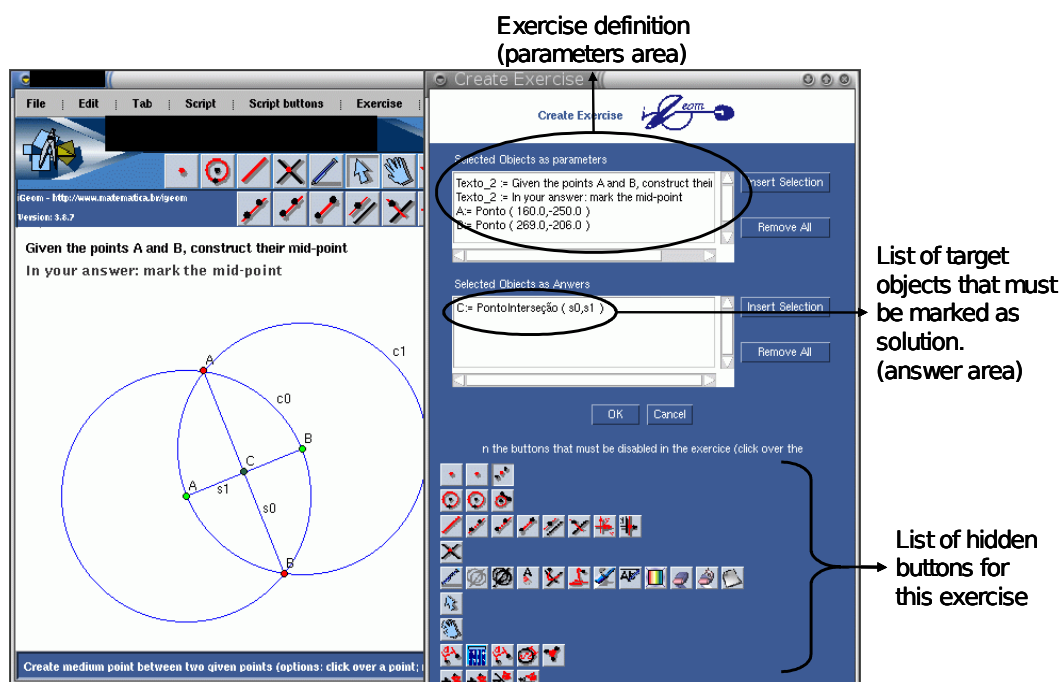 Exercise definition
(parameters area)
Create Exercise
File Edit Tab Script Script buttons Exercise
Create Exercise
i eom
Selected Objects as parameters
Texto_2 := Given the points A and B, construct their
Texto_2 := In your answer: mark the mid-point
A:= Ponto ( 160.0,-250.0 )
B:= Ponto ( 269.0,-206.0 )
Insert Selection
Remove All
iGeom - http://www.matematica.br/igeom
Version: 3.8.7
Given the points A and B, construct their mid-point
In your answer: mark the mid-point
Selected Objects as Anwers
C:= PontoInterseção ( s0,s1 )
Insert Selection
Remove All
List of target
objects that must
be marked as
solution.
(answer area)
A
c1
c0
B
C
A
s1
s0
B
OK Cancel
n the buttons that must be disabled in the exercice (click over the
List of hidden
buttons for
this exercise
Create medium point between two given points (options: click over a point;